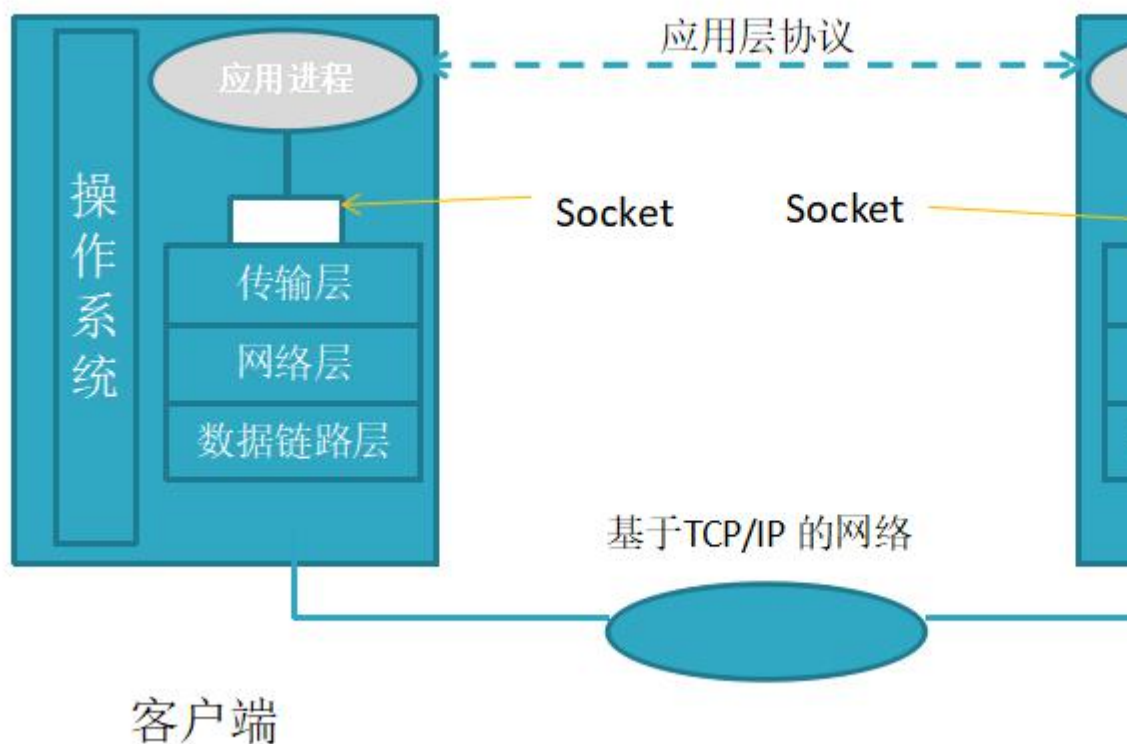 应用层协议
应用进程
操作系统
Socket
Socket
传输层
网络层
数据链路层
基于TCP/IP 的网络
客户端